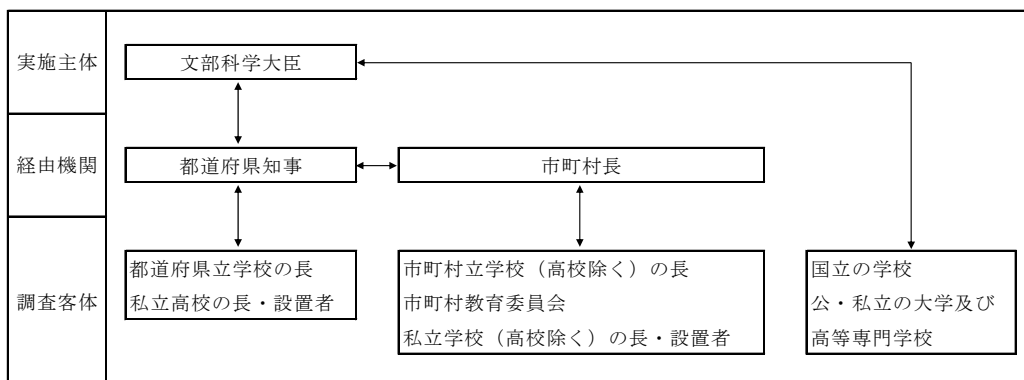 実施主体
文部科学大臣
経由機関
都道府県知事
市町村長
調査客体
都道府県立学校の長
私立高校の長・設置者
市町村立学校（高校除く）の長
市町村教育委員会
私立学校（高校除く）の長・設置者
国立の学校
公・私立の大学及び
高等専門学校